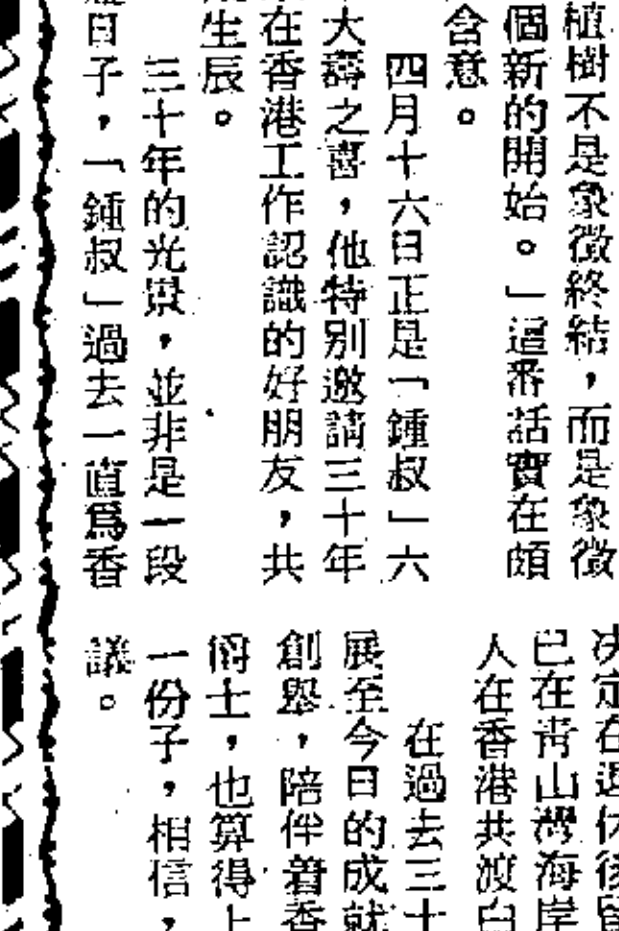 植樹不是象徵終結，而是象徵
個新的開始。」這番話實在頗
含意。
四月十六日正是「鍾叔」六
大壽之喜，他特別邀請三十年
在香港工作認識的好朋友，共
生辰。
三十年的光景，並非是一段
日子，「鍾叔」過去一直爲香
决定在退休後留
已在青山灣海岸
人在香港共渡白
在過去三十
展至今日的成就
創舉，陪伴着香
爵士，也算得上
一份子，相信，
議。